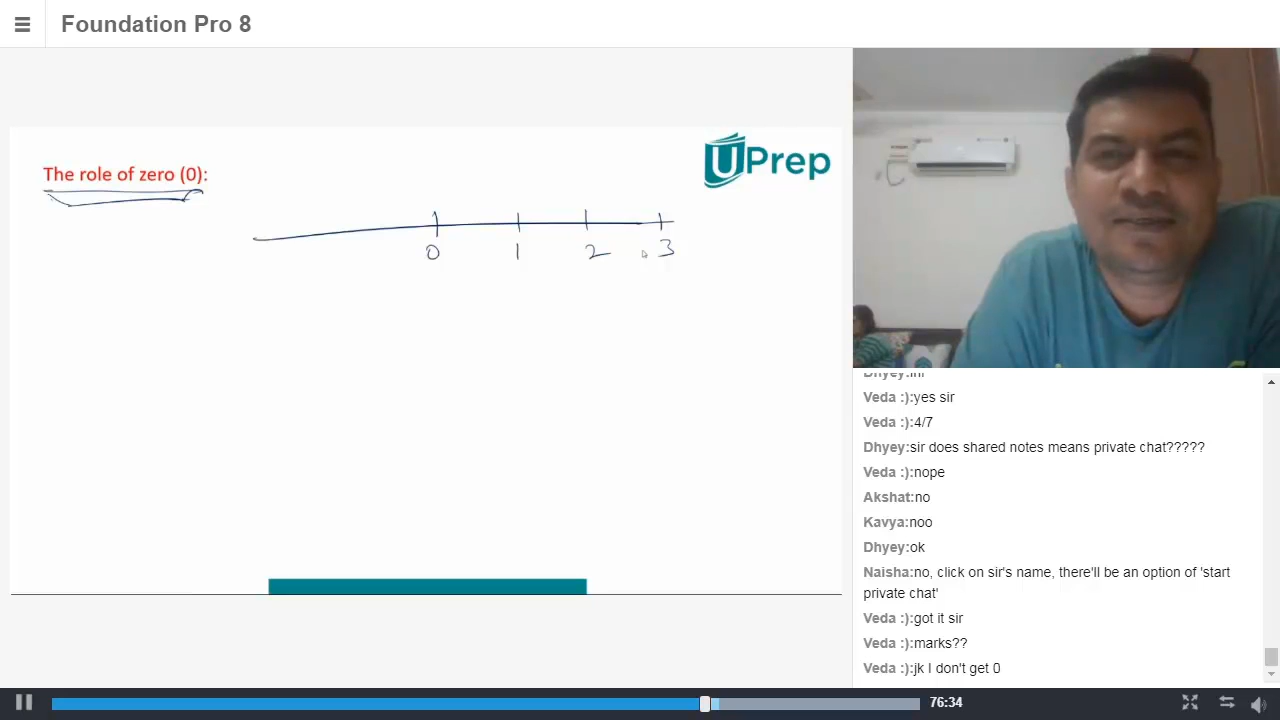 Foundation Pro 8
UPrep
The role of zero (0):
0 1 2 3
Veda :):yes sir
Veda :):4/7
Dhyey:sir does shared notes means private chat?????
Veda :):nope
Akshat:no
Kavya:noo
Dhyey:ok
Naisha:no, click on sir's name, there'll be an option of 'start
private chat'
Veda :):got it sir
Veda :):marks??
Veda :):jk I don't get 0
76:34